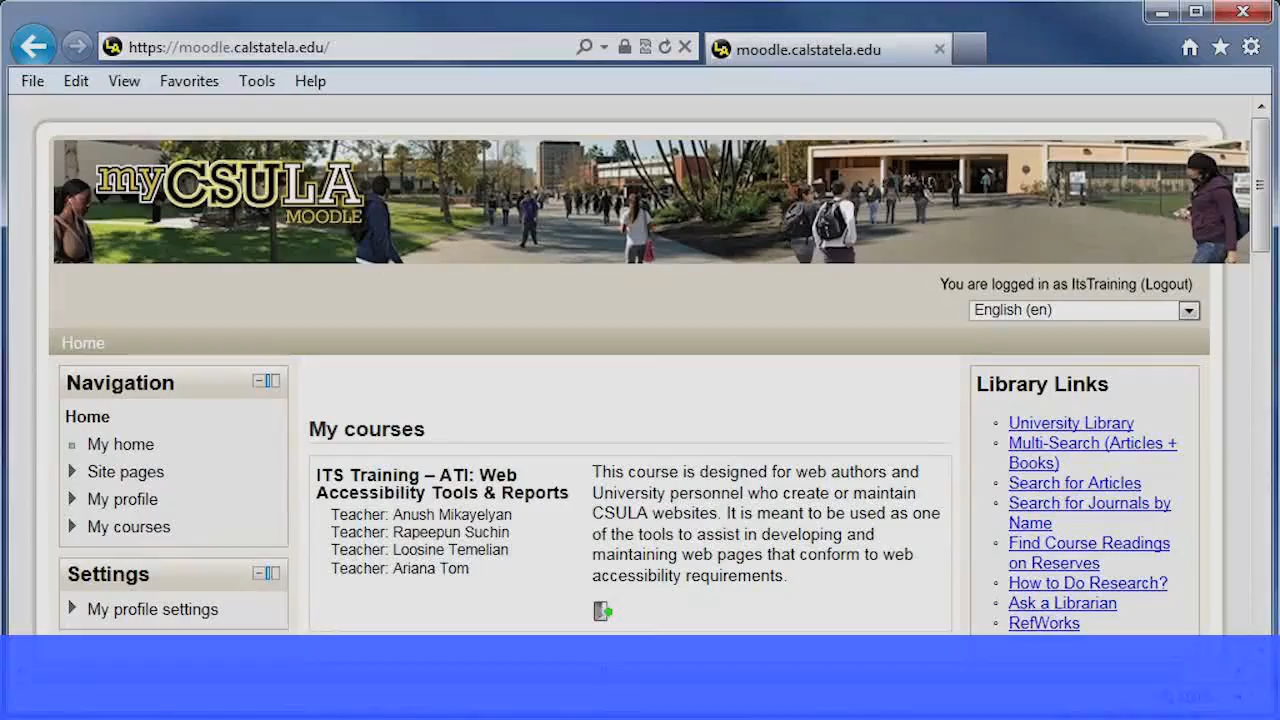 https://moodle.calstatela.edu/
moodle.calstatela.edu
File Edit View Favorites Tools Help
myCSULA
MOODLE
You are logged in as ItsTraining (Logout)
English (en)
Home
Navigation
Home
My home
Site pages
My profile
My courses
Settings
My profile settings
My courses
ITS Training – ATI: Web
Accessibility Tools & Reports
Teacher: Anush Mikayelyan
Teacher: Rapeepun Suchin
Teacher: Loosine Temelian
Teacher: Ariana Tom
This course is designed for web authors and
University personnel who create or maintain
CSULA websites. It is meant to be used as one
of the tools to assist in developing and
maintaining web pages that conform to web
accessibility requirements.
Library Links
University Library
Multi-Search (Articles +
Books)
Search for Articles
Search for Journals by
Name
Find Course Readings
on Reserves
How to Do Research?
Ask a Librarian
RefWorks